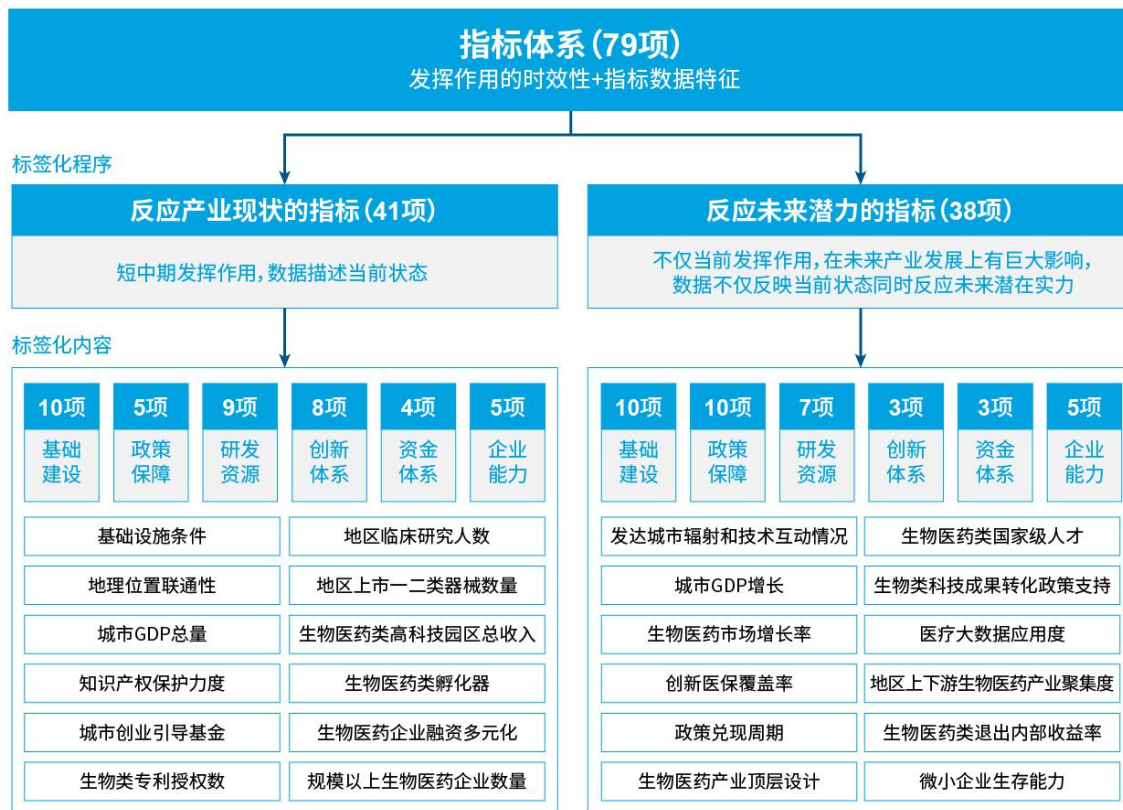 指标体系(79项)
发挥作用的时效性+指标数据特征
标签化程序
反应产业现状的指标(41项)
短中期发挥作用,数据描述当前状态
反应未来潜力的指标(38项)
不仅当前发挥作用,在未来产业发展上有巨大影响,
数据不仅反映当前状态同时反应未来潜在实力
标签化内容
10项
5项
9项
8项
4项
5项
基础
建设
政策
保障
研发
资源
创新
体系
资金
体系
企业
能力
基础设施条件
地区临床研究人数
地理位置联通性
地区上市一二类器械数量
城市GDP总量
生物医药类高科技园区总收入
知识产权保护力度
生物医药类孵化器
城市创业引导基金
生物医药企业融资多元化
生物类专利授权数
规模以上生物医药企业数量
10项
10项
7项
3项
3项
5项
基础
建设
政策
保障
研发
资源
创新
体系
资金
体系
企业
能力
发达城市辐射和技术互动情况
生物医药类国家级人才
城市GDP增长
生物类科技成果转化政策支持
生物医药市场增长率
医疗大数据应用度
创新医保覆盖率
地区上下游生物医药产业聚集度
政策兑现周期
生物医药类退出内部收益率
生物医药产业顶层设计
微小企业生存能力